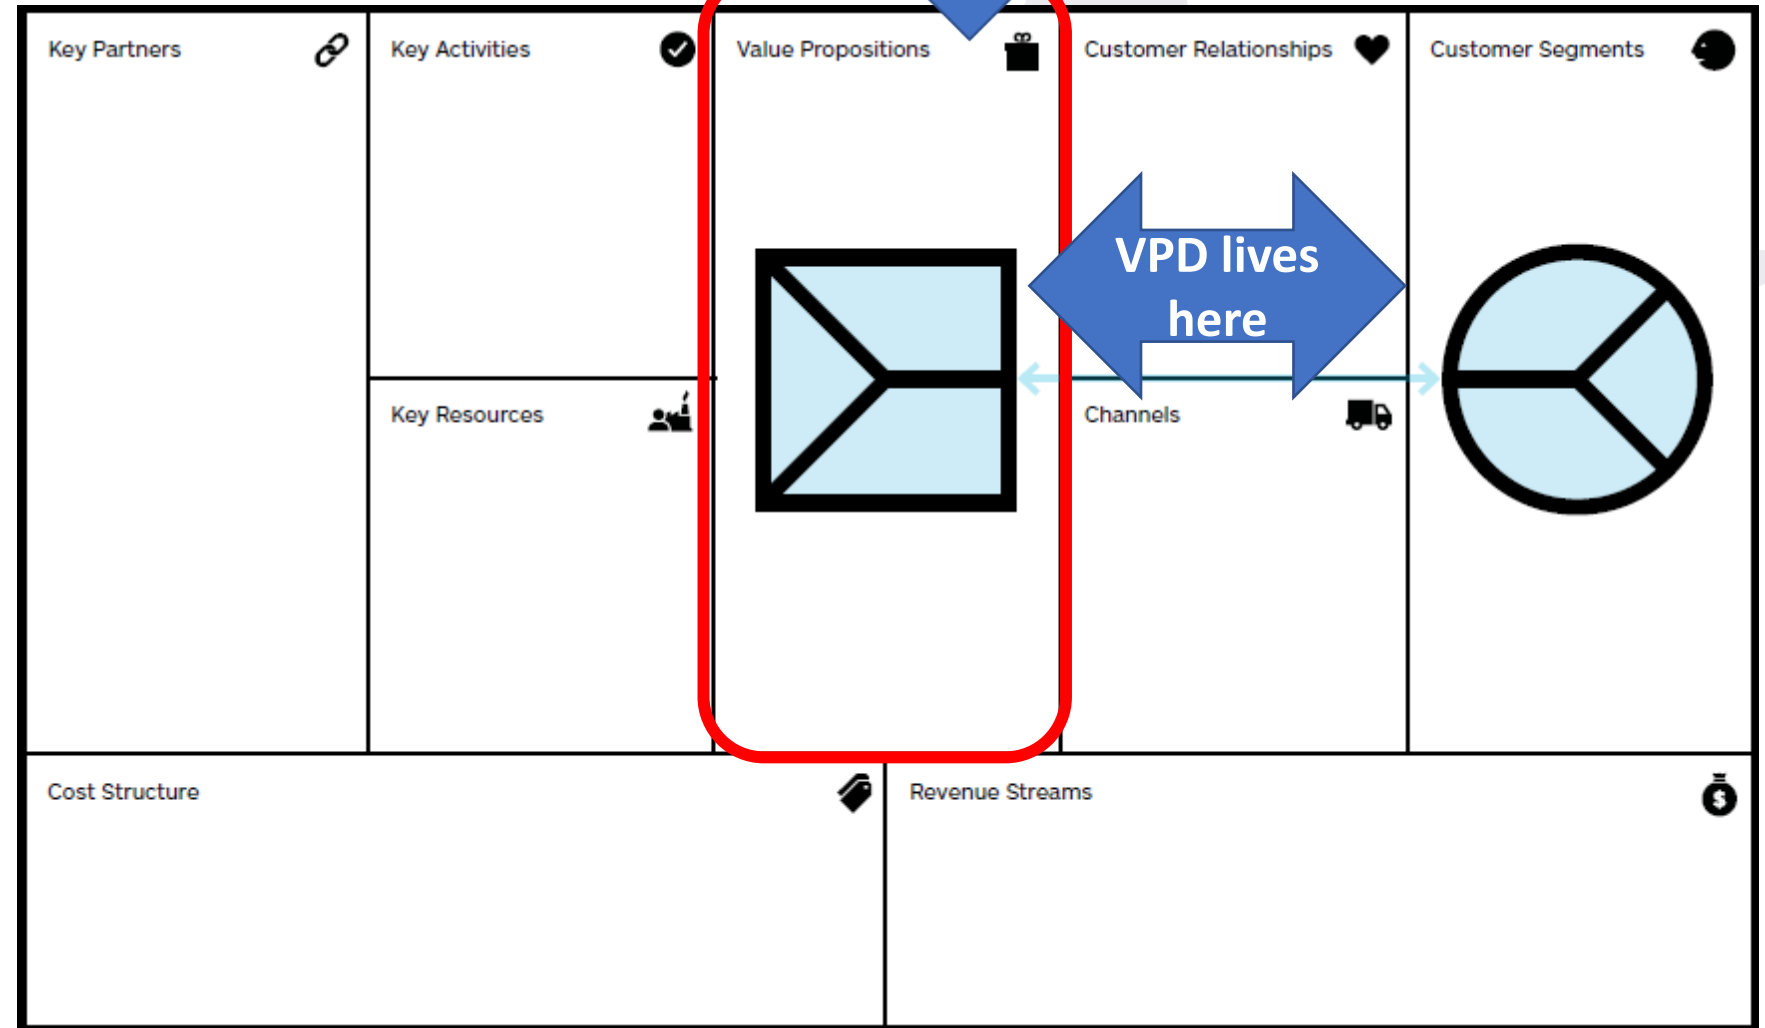 Key Partners
Key Activities
Value Propositions
Customer Relationships
Customer Segments
VPD lives
here
Key Resources
Channels
Cost Structure
Revenue Streams
$